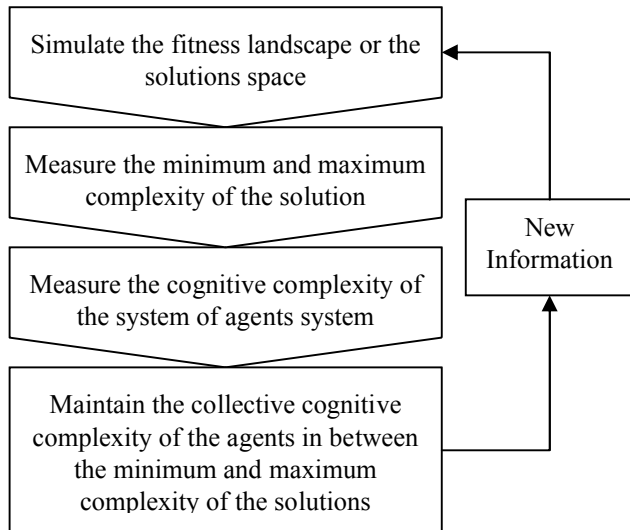 Simulate the fitness landscape or the
solutions space
Measure the minimum and maximum
complexity of the solution
Measure the cognitive complexity of
the system of agents system
Maintain the collective cognitive
complexity of the agents in between
the minimum and maximum
complexity of the solutions
New
Information